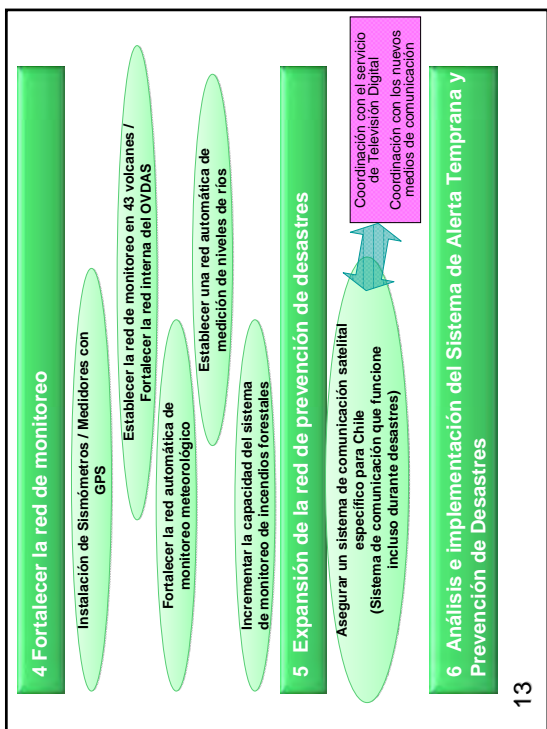 4 Fortalecer la red de monitoreo
Instalación de Sismómetros / Medidores con
GPS
Establecer la red de monitoreo en 43 volcanes /
Fortalecer la red interna del OVDAS
Fortalecer la red automática de
monitoreo meteorológico
Establecer una red automática de
medición de niveles de ríos
Incrementar la capacidad del sistema
de monitoreo de incendios forestales
5 Expansión de la red de prevención de desastres
Asegurar un sistema de comunicación satelital
específico para Chile
(Sistema de comunicación que funcione
incluso durante desastres)
Coordinación con el servicio
de Televisión Digital
Coordinación con los nuevos
medios de comunicación
6 Análisis e implementación del Sistema de Alerta Temprana y
Prevención de Desastres
13